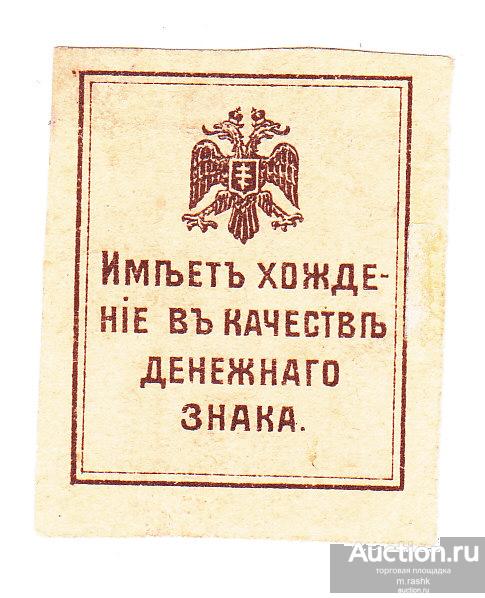 Имѣетъ хожде-
ніе въ качествѣ
денежнаго
знака.
Auction.ru
торговая площадка
m.rashk
auction.ru